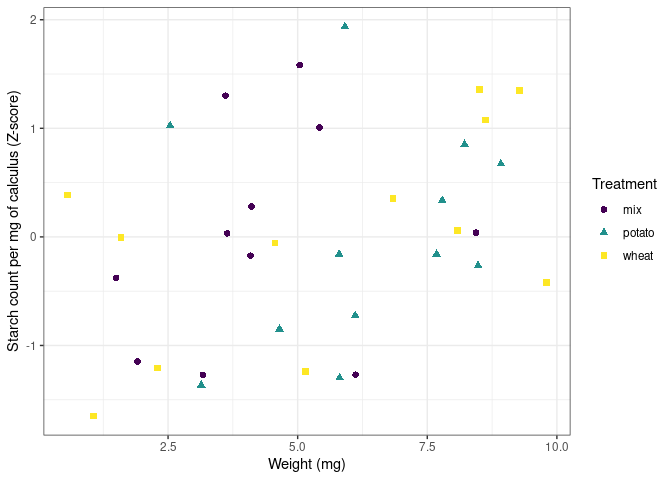 2
1
0
-1
2.5
5.0
7.5
10.0
Weight (mg)
Starch count per mg of calculus (Z-score)
Treatment
mix
potato
wheat